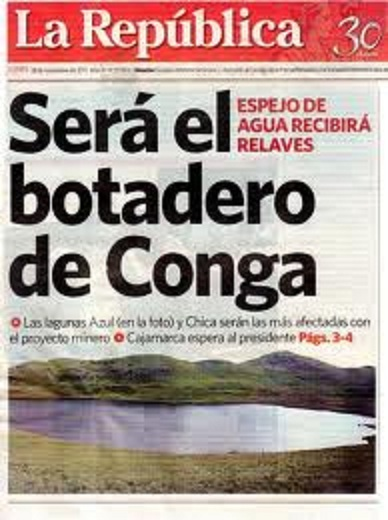 La República
30
Será el
ESPEJO DE
AGUA RECIBIRÁ
RELAVES
botadero
de Conga
Las lagunas Azul (en la foto) y Chica serán las más afectadas con
el proyecto minero Cajamarca espera al presidente Págs. 3-4